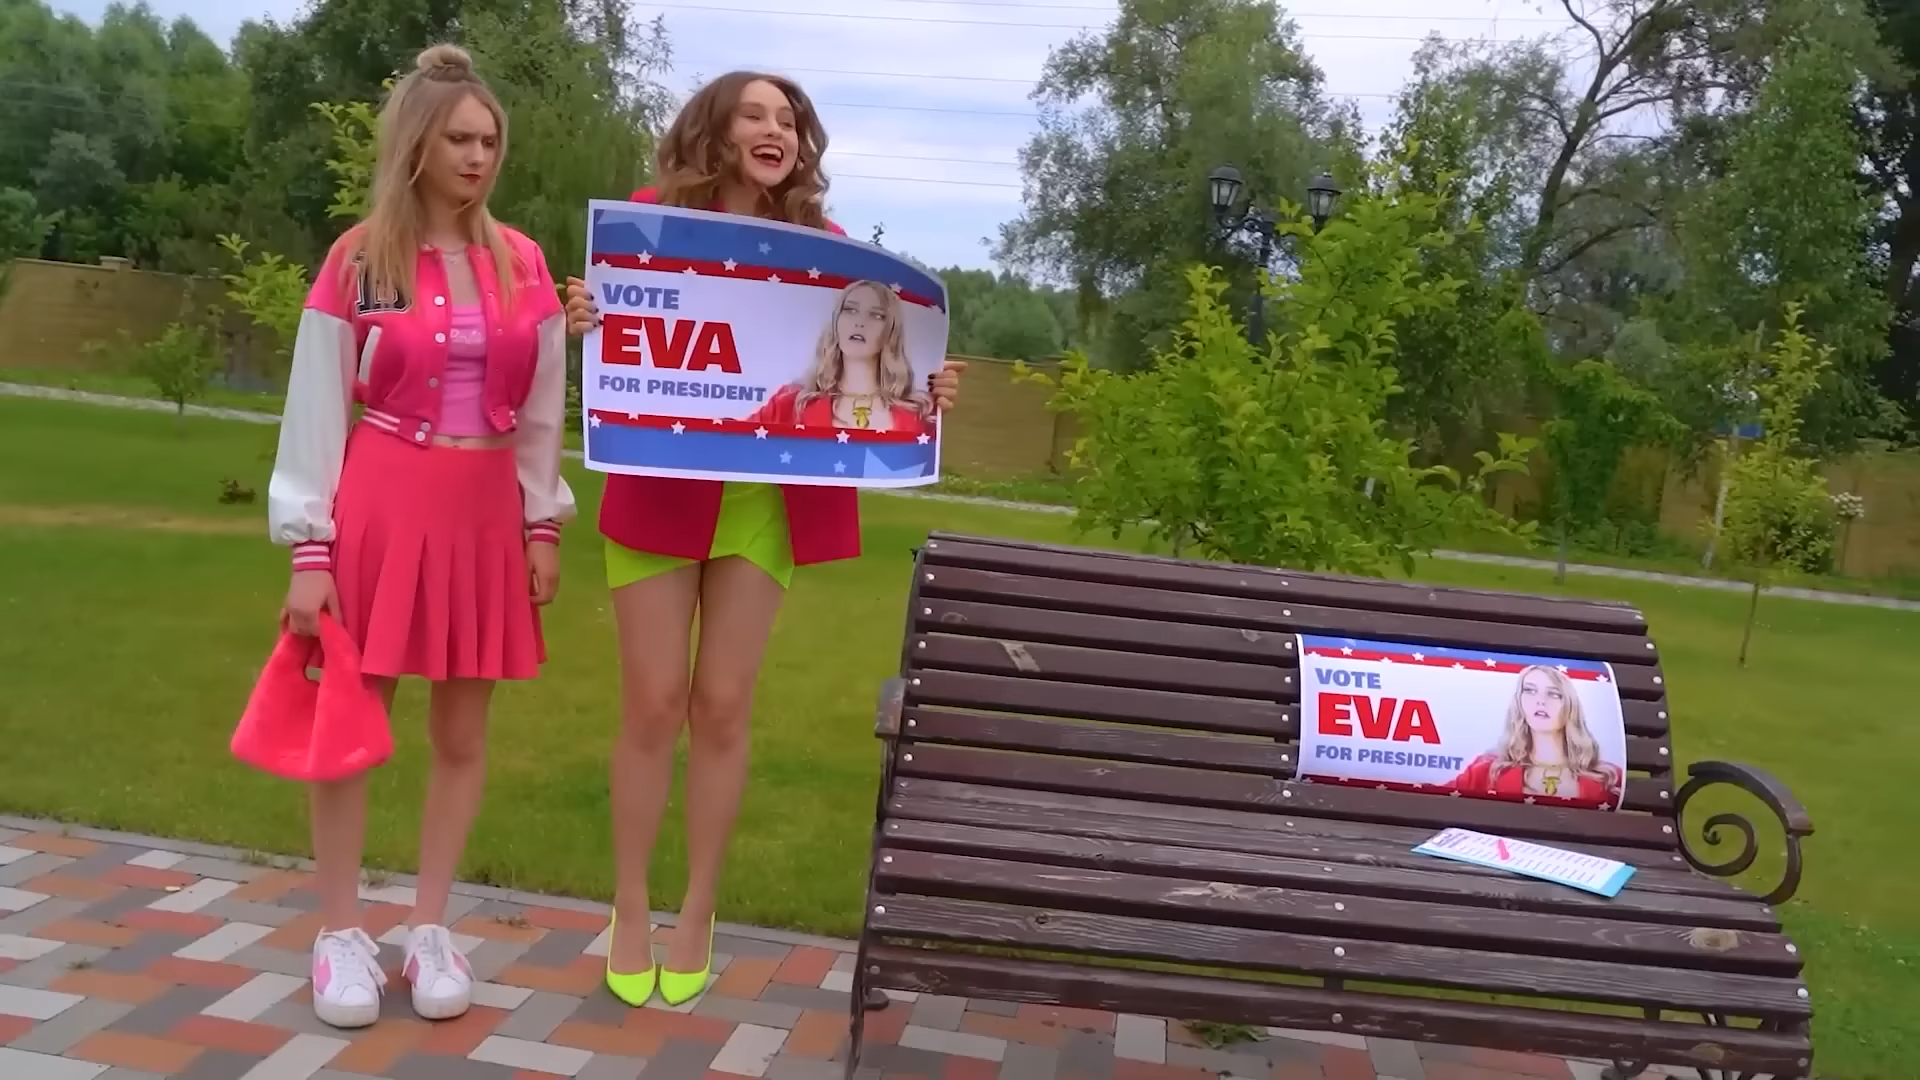 VOTE
EVA
FOR PRESIDENT
VOTE
EVA
FOR PRESIDENT